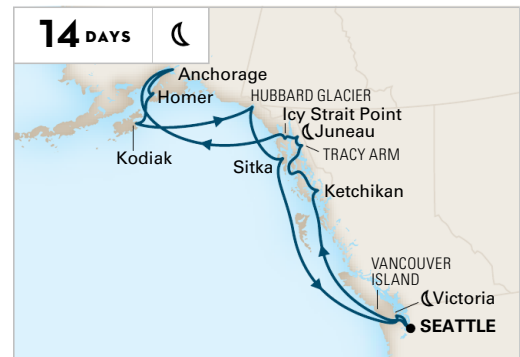 14 DAYS
Anchorage
Homer
HUBBARD GLACIER
Icy Strait Point
Juneau
TRACY ARM
Kodiak
Sitka
Ketchikan
VANCOUVER
ISLAND
Victoria
SEATTLE